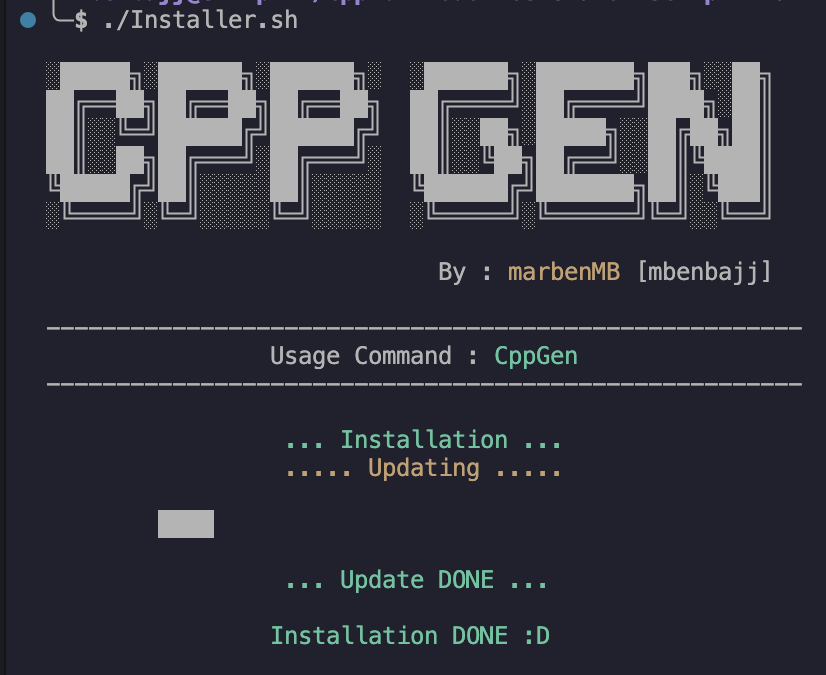 $ ./Installer.sh
CPP GEN
By : marbenMB [mbenbajj]
Usage Command : CppGen
... Installation ...
..... Updating .....
... Update DONE ...
Installation DONE :D